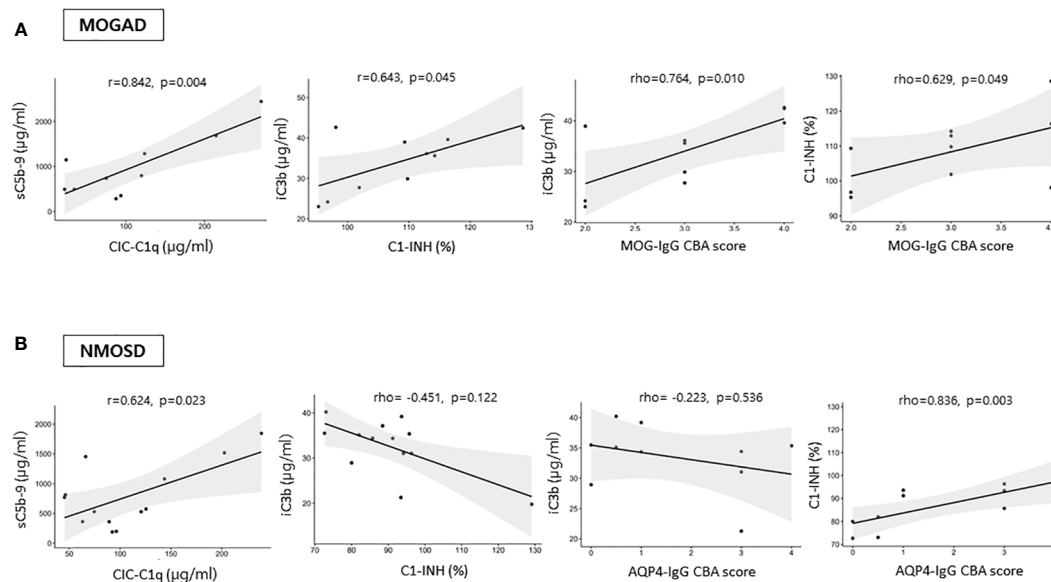 A
MOGAD
r=0.842, p=0.004
sC5b-9 (µg/ml)
2000
1000
0
100 200
CIC-C1q (µg/ml)
r=0.643, p=0.045
iC3b (µg/ml)
50
40
30
20
100 110 120 13
C1-INH (%)
rho=0.764, p=0.010
iC3b (µg/ml)
40
30
20
2.0 2.5 3.0 3.5 4.0
MOG-IgG CBA score
rho=0.629, p=0.049
C1-INH (%)
130
120
110
100
90
2.0 2.5 3.0 3.5 4.
MOG-IgG CBA score
B
NMOSD
r=0.624, p=0.023
sC5b-9 (µg/ml)
2000
1500
1000
500
0
50 100 150 200
CIC-C1q (µg/ml)
rho= -0.451, p=0.122
iC3b (µg/ml)
40
30
20
70 80 90 100 110 120 130
C1-INH (%)
rho= -0.223, p=0.536
iC3b (µg/ml)
40
35
30
25
20
0 1 2 3 4
AQP4-IgG CBA score
rho=0.836, p=0.003
C1-INH (%)
130
120
110
100
90
80
70
0 1 2 3
AQP4-IgG CBA score